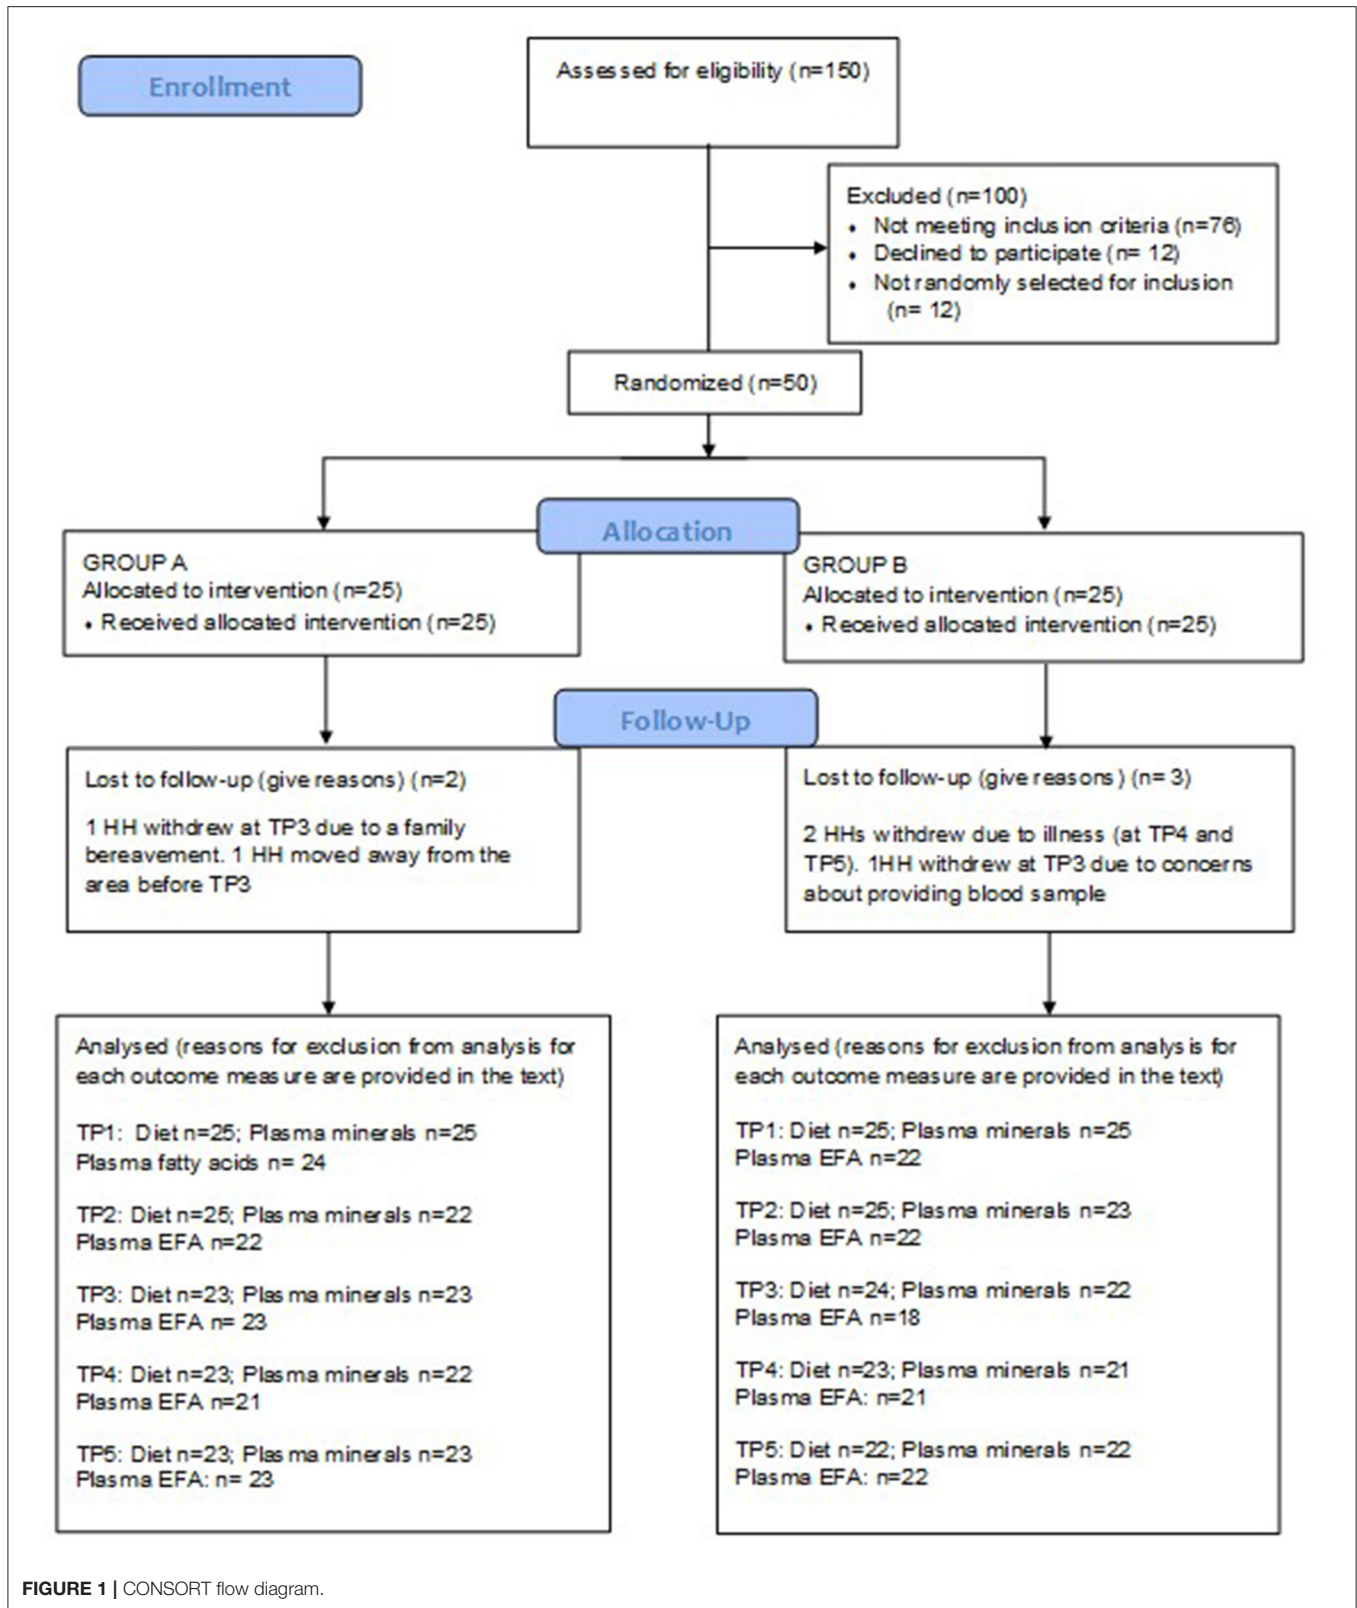 Enrollment
Assessed for eligibility (n=150)
Excluded (n=100)
• Not meeting inclusion criteria (n=76)
• Declined to participate (n= 12)
• Not randomly selected for inclusion
(n= 12)
Randomized (n=50)
Allocation
GROUP A
Allocated to intervention (n=25)
• Received allocated intervention (n=25)
GROUP B
Allocated to intervention (n=25)
• Received allocated intervention (n=25)
Follow-Up
Lost to follow-up (give reasons) (n=2)
1 HH withdrew at TP3 due to a family
bereavement. 1 HH moved away from the
area before TP3
Lost to follow-up (give reasons) (n= 3)
2 HHs withdrew due to illness (at TP4 and
TP5). 1HH withdrew at TP3 due to concerns
about providing blood sample
Analysed (reasons for exclusion from analysis for
each outcome measure are provided in the text)
TP1: Diet n=25; Plasma minerals n=25
Plasma fatty acids n= 24
TP2: Diet n=25; Plasma minerals n=22
Plasma EFA n=22
TP3: Diet n=23; Plasma minerals n=23
Plasma EFA n= 23
TP4: Diet n=23; Plasma minerals n=22
Plasma EFA n=21
TP5: Diet n=23; Plasma minerals n=23
Plasma EFA: n= 23
Analysed (reasons for exclusion from analysis for
each outcome measure are provided in the text)
TP1: Diet n=25; Plasma minerals n=25
Plasma EFA n=22
TP2: Diet n=25; Plasma minerals n=23
Plasma EFA n=22
TP3: Diet n=24; Plasma minerals n=22
Plasma EFA n=18
TP4: Diet n=23; Plasma minerals n=21
Plasma EFA: n=21
TP5: Diet n=22; Plasma minerals n=22
Plasma EFA: n=22
FIGURE 1 | CONSORT flow diagram.